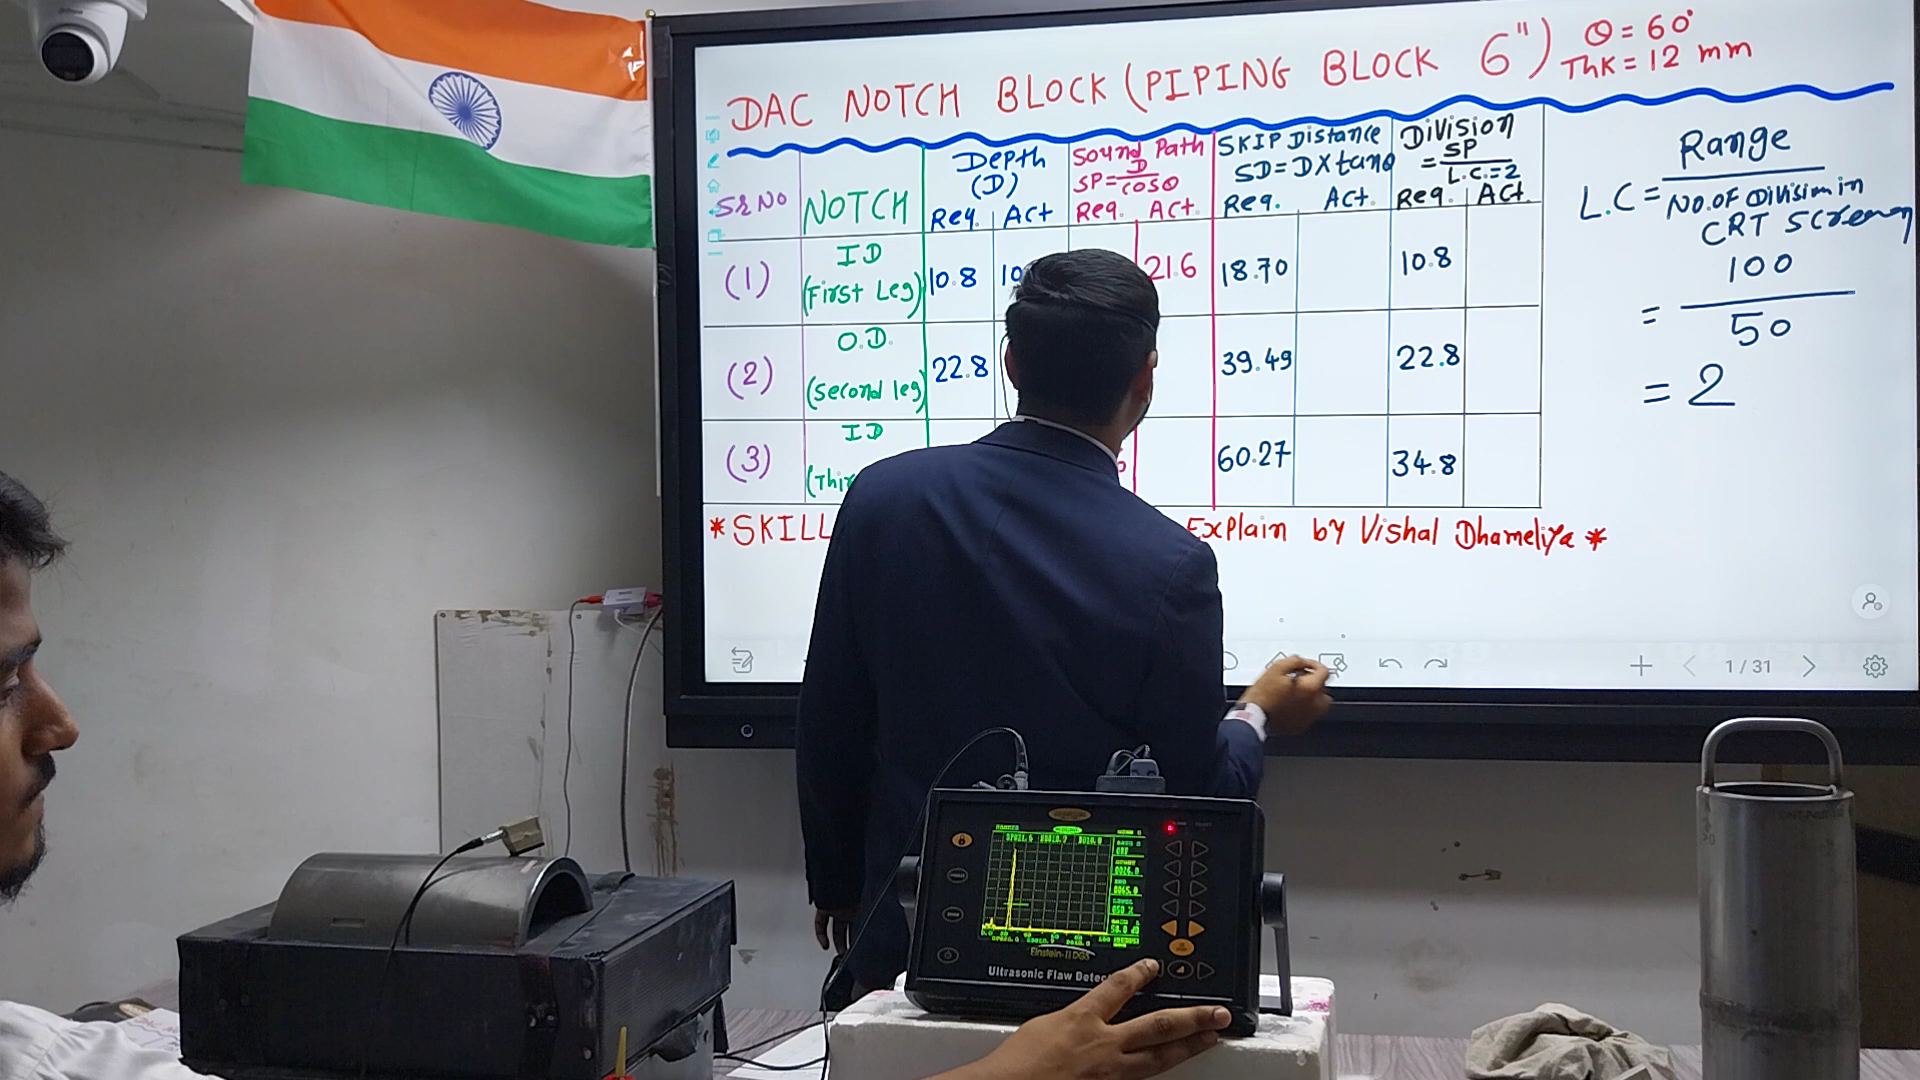 DAC NOTCH BLOCK (PIPING BLOCK 6") θ = 60°
Thk = 12 mm
Sr No NOTCH Depth (D) Sound Path SP = D/cosθ SKIP Distance SD = D X tanθ Division = SP/L.C.=2
Req. Act Req. Act. Req. Act. Req. Act.
(1) ID (First Leg) 10.8 10 21.6 18.70 10.8
(2) O.D. (Second leg) 22.8 39.49 22.8
(3) ID 60.27 34.8
* SKILL Explain by Vishal Dhameliya *
L.C = Range / No. OF Division in CRT Screen
= 100 / 50
= 2
1 / 31
Einstein-II DGS
Ultrasonic Flaw Detec